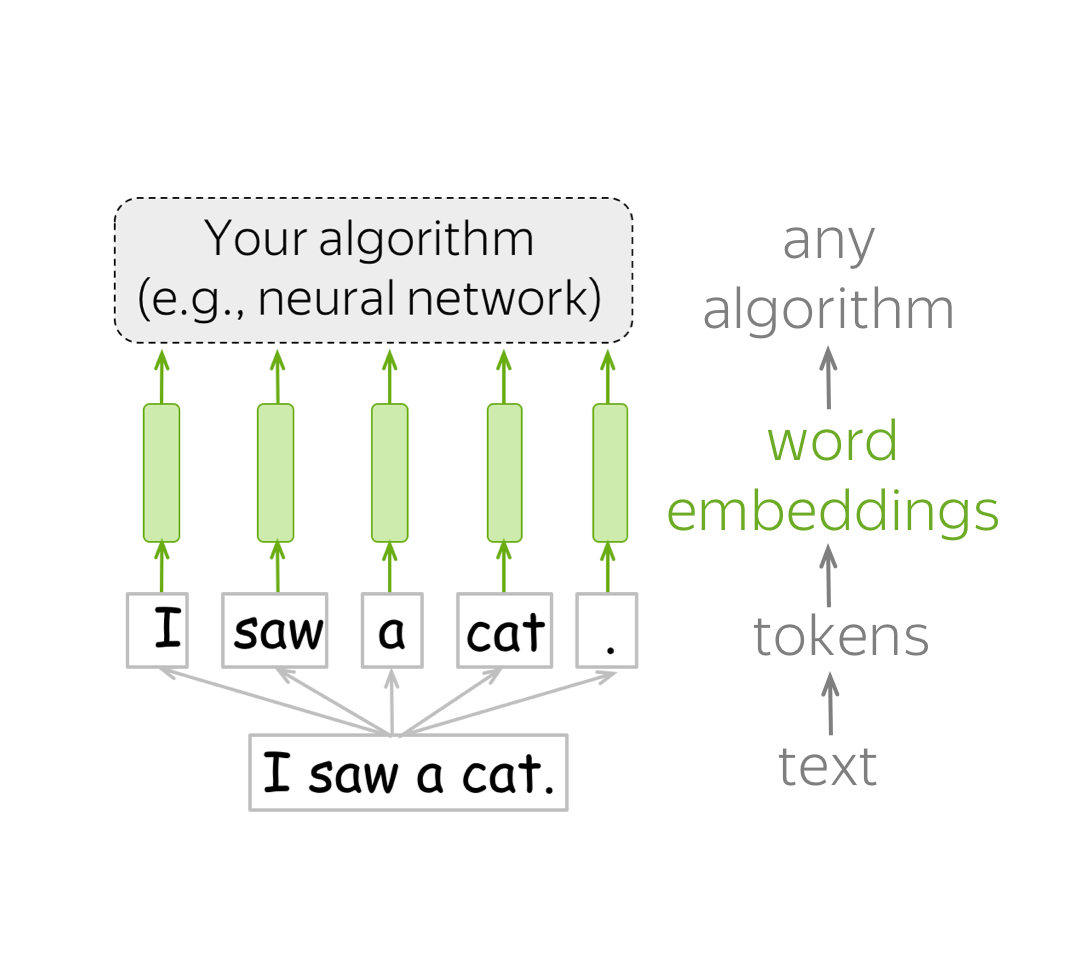 Your algorithm
(e.g., neural network)
any
algorithm
word
embeddings
I saw a cat .
tokens
I saw a cat.
text